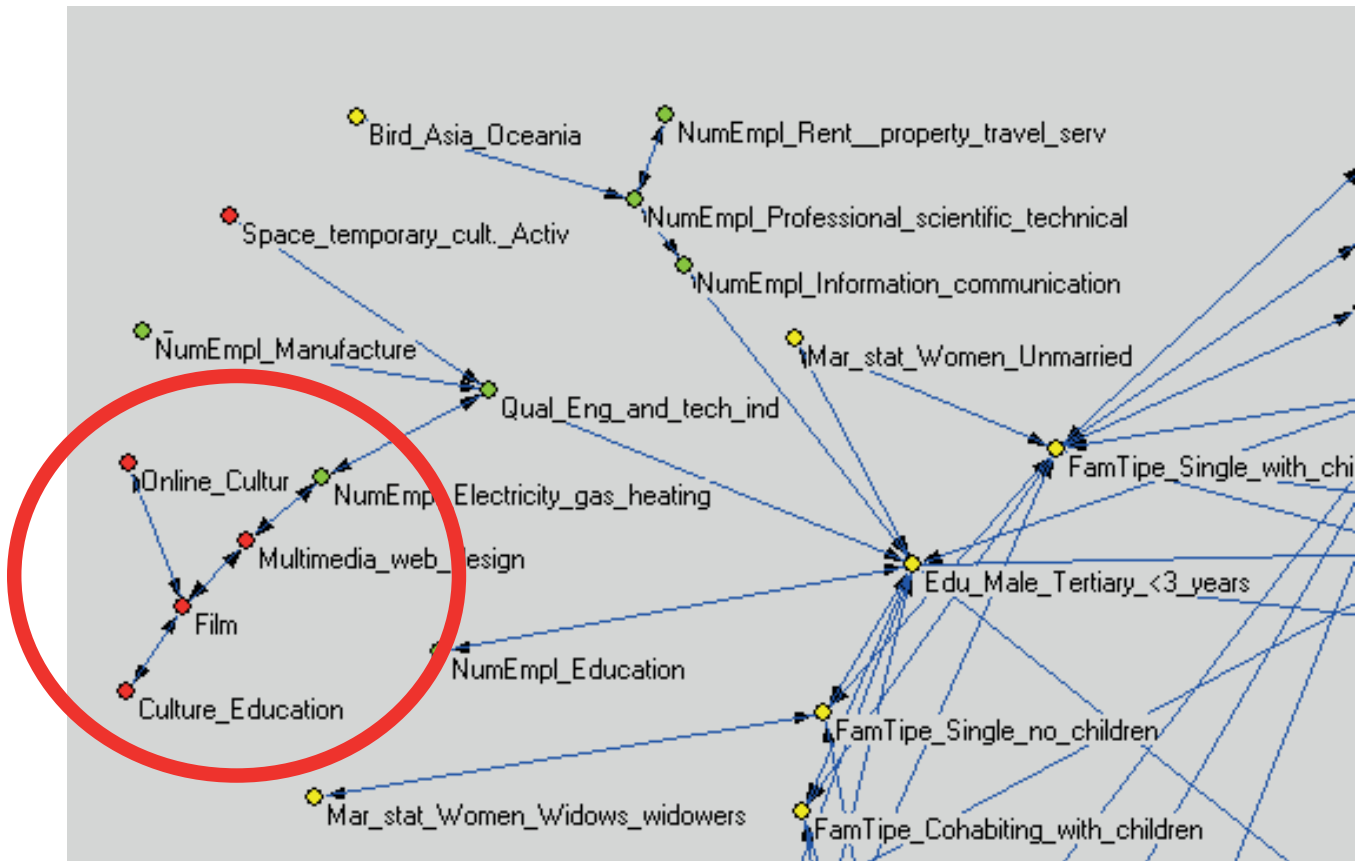 Bird_Asia_Oceania
NumEmpl_Rent__property_travel_serv
NumEmpl_Professional_scientific_technical
Space_temporary_cult._Activ
NumEmpl_Information_communication
NumEmpl_Manufacture
Mar_stat_Women_Unmarried
Qual_Eng_and_tech_ind
FamTipe_Single_with_chi
Online_Cultur
NumEmpl_Electricity_gas_heating
Multimedia_web_design
Edu_Male_Tertiary_<3_years
Film
NumEmpl_Education
Culture_Education
FamTipe_Single_no_children
Mar_stat_Women_Widows_widowers
FamTipe_Cohabiting_with_children